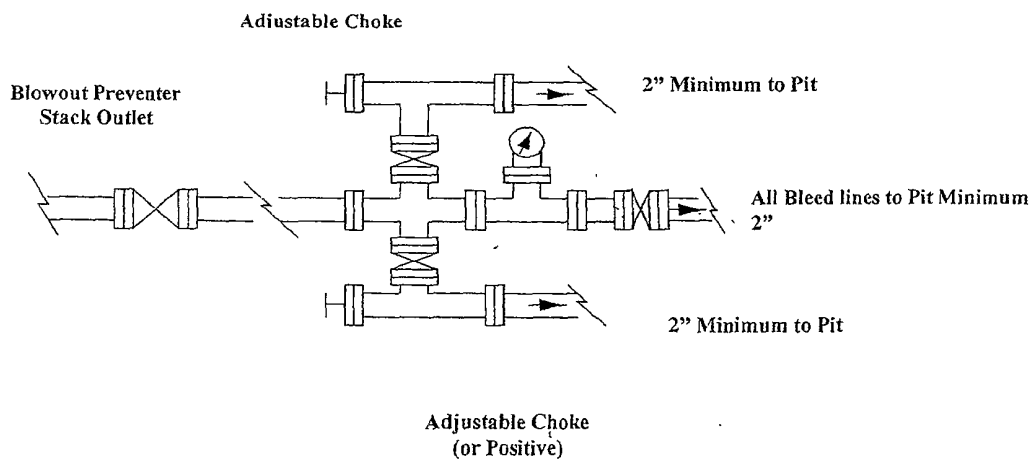 Adiustable Choke
Blowout Preventer
Stack Outlet
2” Minimum to Pit
All Bleed lines to Pit Minimum
2”
2” Minimum to Pit
Adjustable Choke
(or Positive)